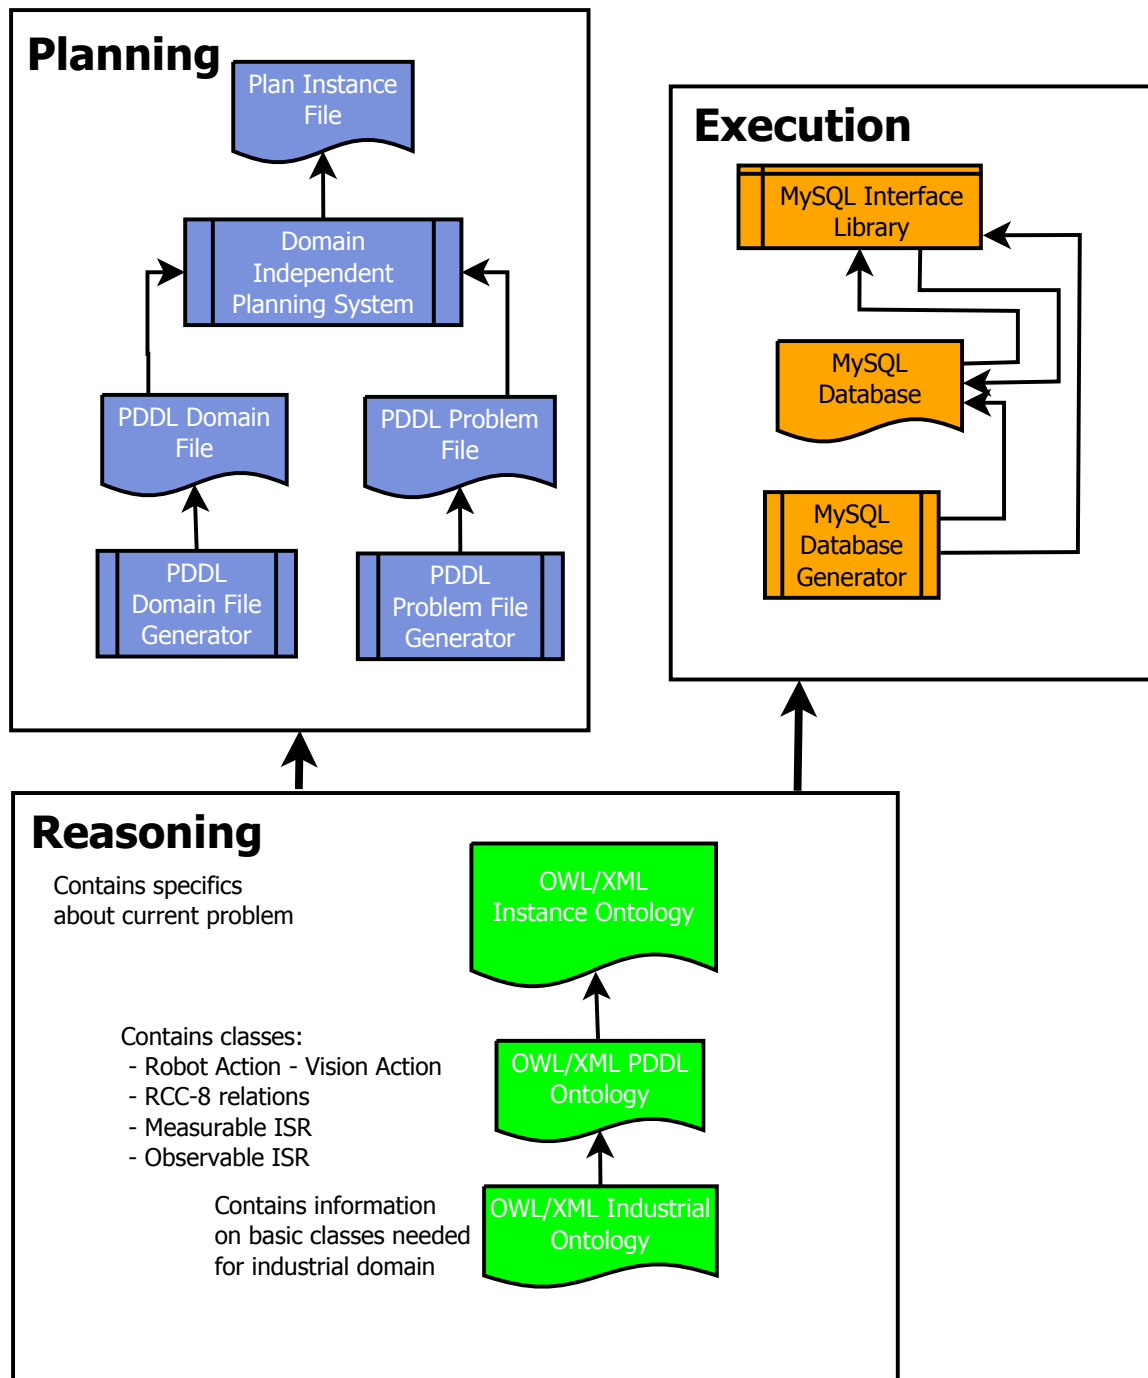 Planning
Plan Instance
File
Domain
Independent
Planning System
PDDL Domain
File
PDDL Problem
File
PDDL
Domain File
Generator
PDDL
Problem File
Generator
Execution
MySQL Interface
Library
MySQL
Database
MySQL
Database
Generator
Reasoning
Contains specifics
about current problem
OWL/XML
Instance Ontology
Contains classes:
- Robot Action - Vision Action
- RCC-8 relations
- Measurable ISR
- Observable ISR
OWL/XML PDDL
Ontology
Contains information
on basic classes needed
for industrial domain
OWL/XML Industrial
Ontology